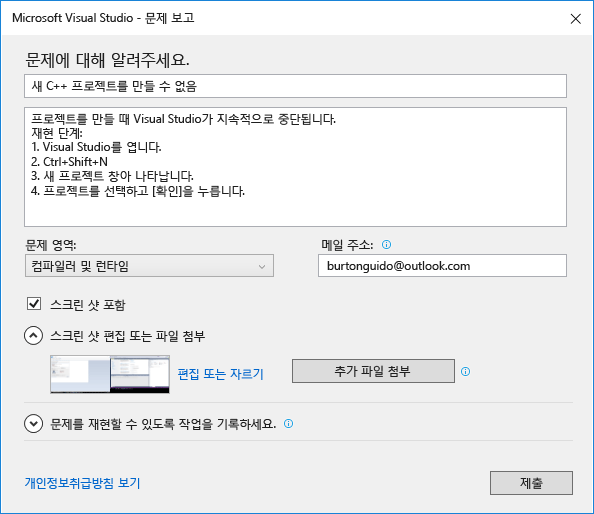 Microsoft Visual Studio - 문제 보고
문제에 대해 알려주세요.
새 C++ 프로젝트를 만들 수 없음
프로젝트를 만들 때 Visual Studio가 지속적으로 중단됩니다.
재현 단계:
1. Visual Studio를 엽니다.
2. Ctrl+Shift+N
3. 새 프로젝트 창아 나타납니다.
4. 프로젝트를 선택하고 [확인]을 누릅니다.
문제 영역:
메일 주소:
컴파일러 및 런타임
burtonguido@outlook.com
스크린 샷 포함
스크린 샷 편집 또는 파일 첨부
편집 또는 자르기
추가 파일 첨부
문제를 재현할 수 있도록 작업을 기록하세요.
개인정보취급방침 보기
제출